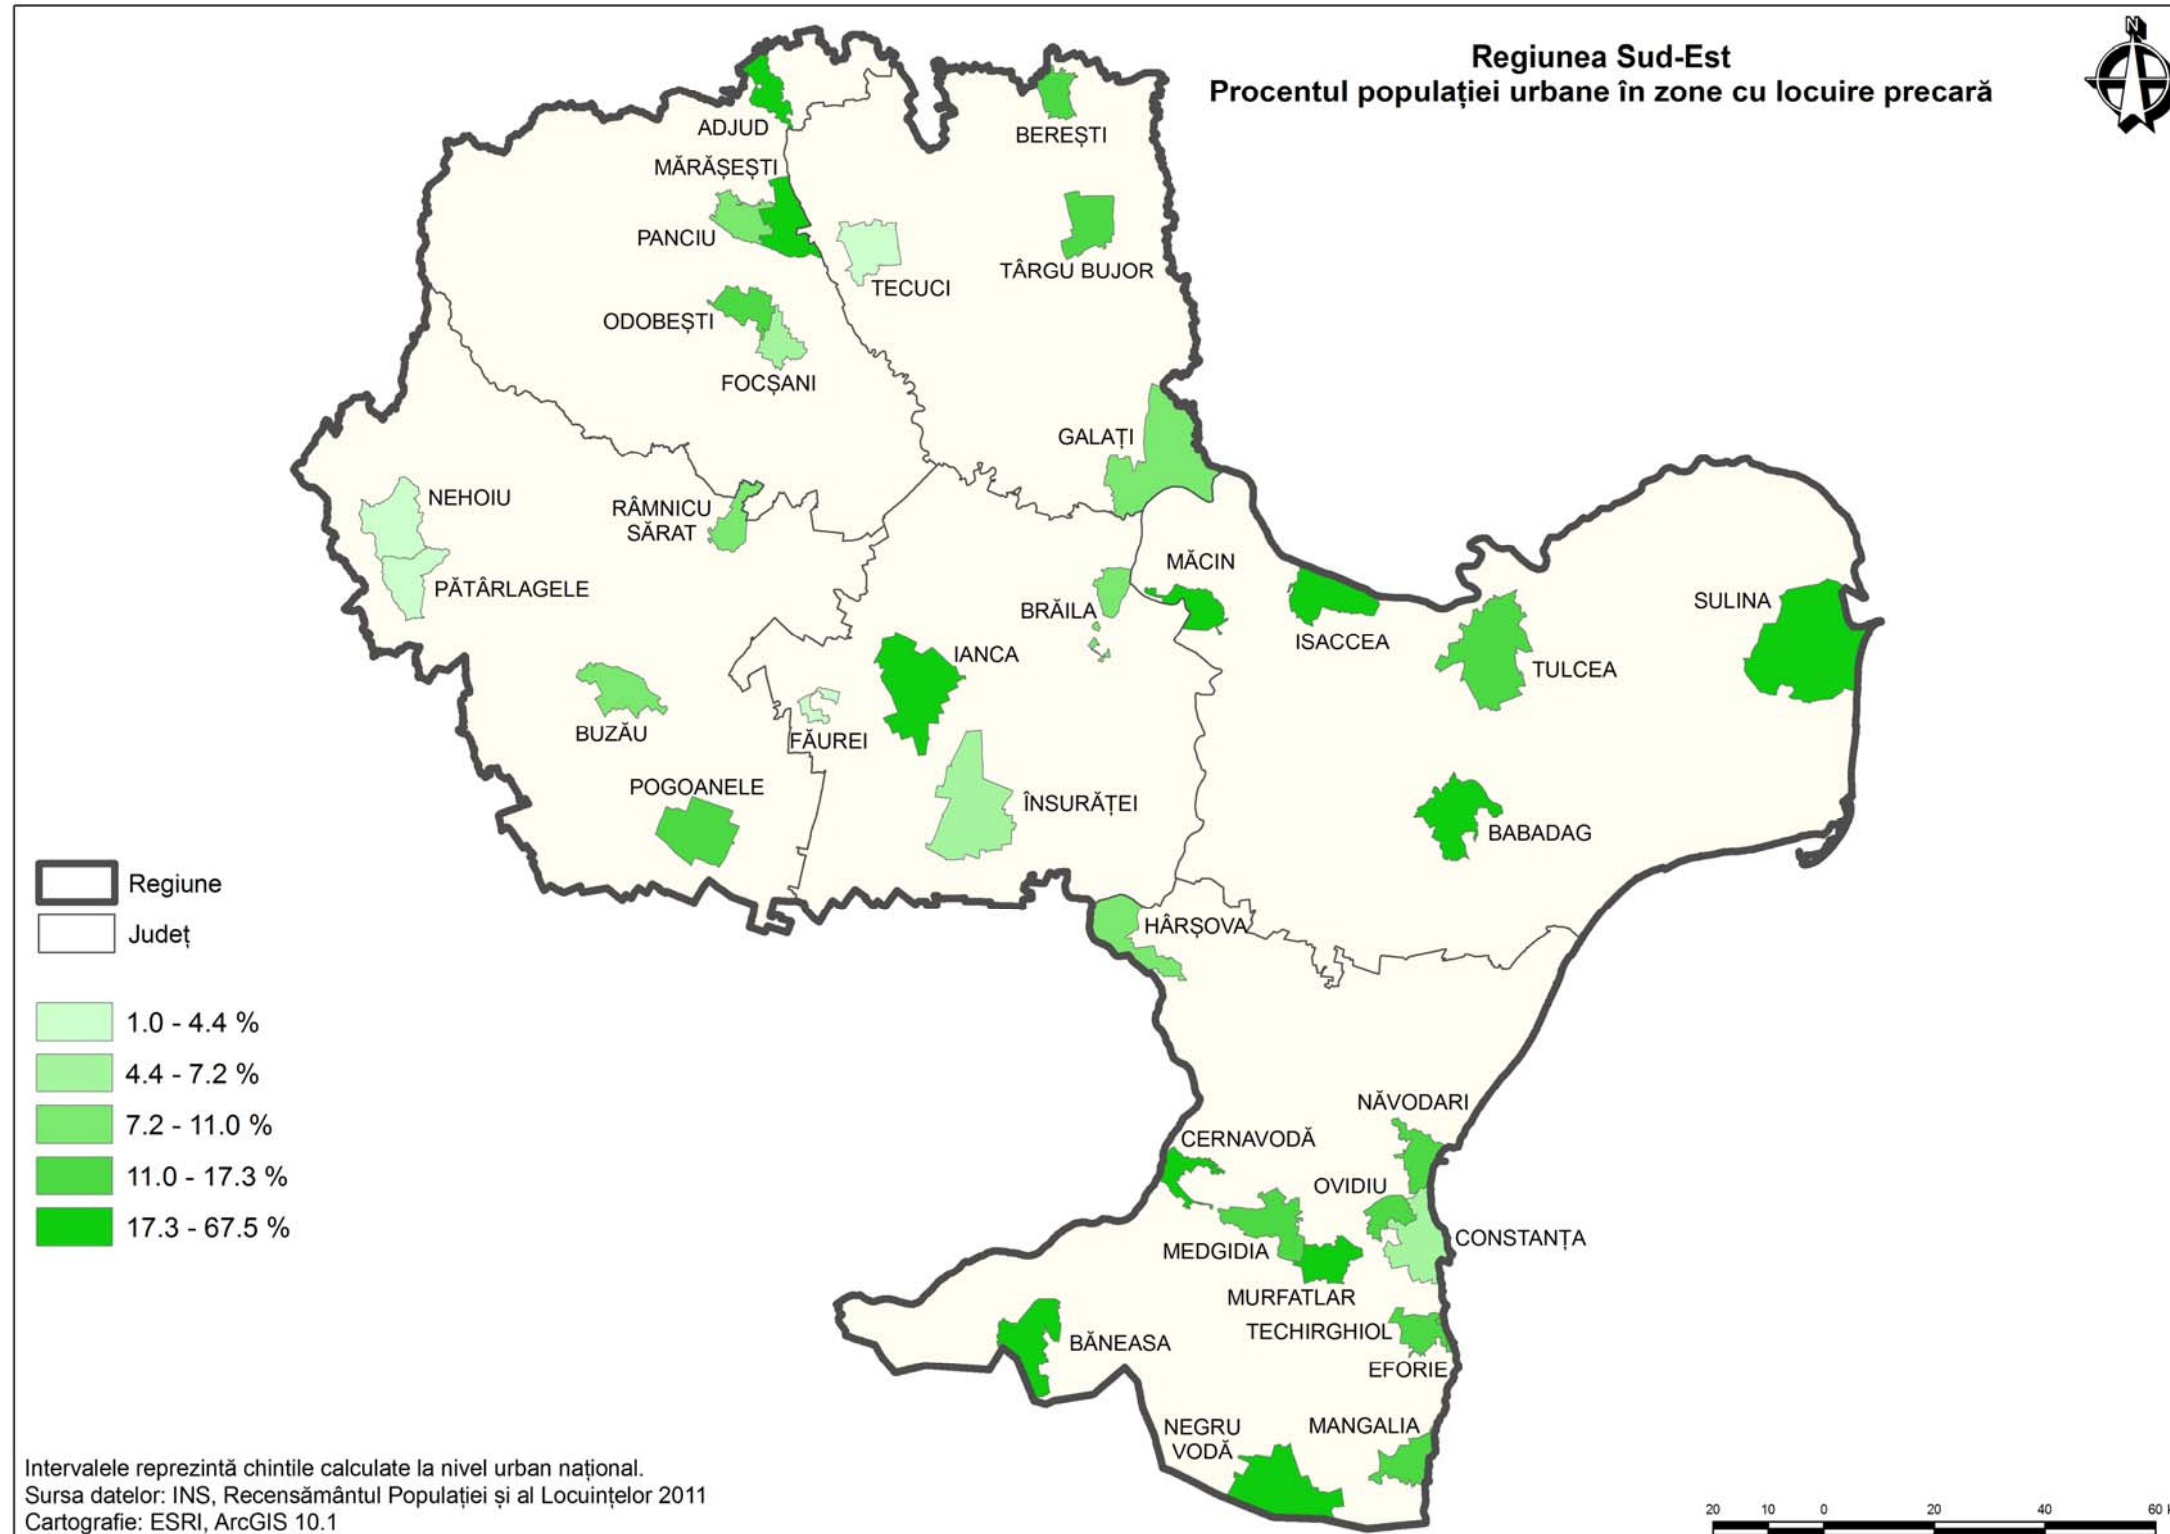 Regiunea Sud-Est
Procentul populației urbane în zone cu locuire precară
N
ADJUD
BEREȘTI
MĂRĂȘEȘTI
PANCIU
TECUCI
TÂRGU BUJOR
ODOBEȘTI
FOCȘANI
GALAȚI
NEHOIU
RÂMNICU
SĂRAT
PĂTÂRLAGELE
MĂCIN
BRĂILA
ISACCEA
SULINA
IANCA
TULCEA
BUZĂU
FĂUREI
POGOANELE
ÎNSURĂȚEI
BABADAG
HÂRȘOVA
Regiune
Județ
1.0 - 4.4 %
4.4 - 7.2 %
7.2 - 11.0 %
11.0 - 17.3 %
17.3 - 67.5 %
NĂVODARI
CERNAVODĂ
OVIDIU
CONSTANȚA
MEDGIDIA
MURFATLAR
TECHIRGHIOL
BĂNEASA
EFORIE
NEGRU
VODĂ
MANGALIA
Intervalele reprezintă chintile calculate la nivel urban național.
Sursa datelor: INS, Recensământul Populației și al Locuințelor 2011
Cartografie: ESRI, ArcGIS 10.1
20 10 0 20 40 60